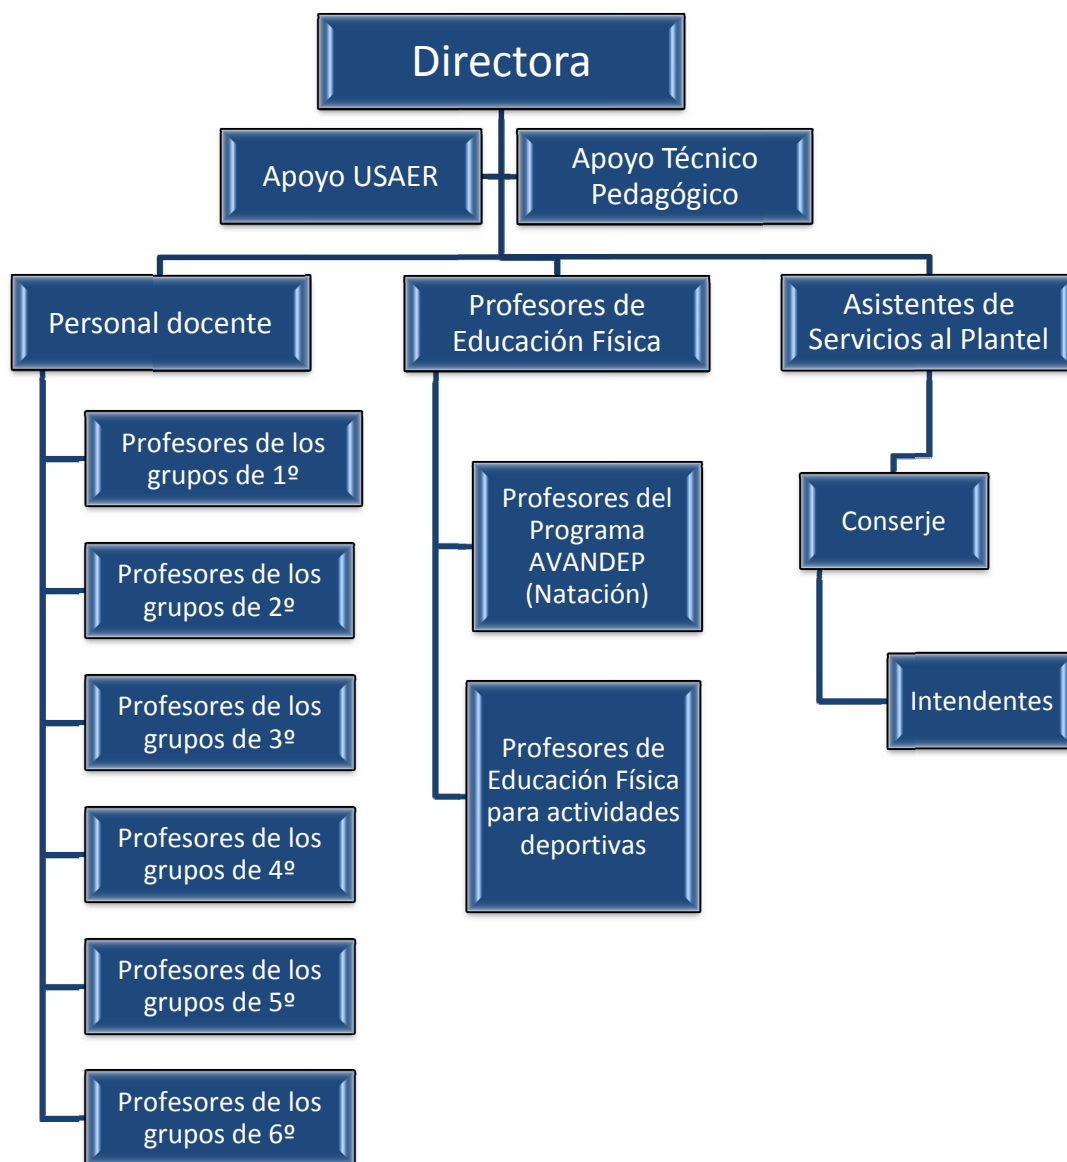 Directora
Apoyo USAER
Apoyo Técnico
Pedagógico
Personal docente
Profesores de
Educación Física
Asistentes de
Servicios al Plantel
Profesores de los
grupos de 1º
Profesores de los
grupos de 2º
Profesores de los
grupos de 3º
Profesores de los
grupos de 4º
Profesores de los
grupos de 5º
Profesores de los
grupos de 6º
Profesores del
Programa
AVANDEP
(Natación)
Profesores de
Educación Física
para actividades
deportivas
Conserje
Intendentes